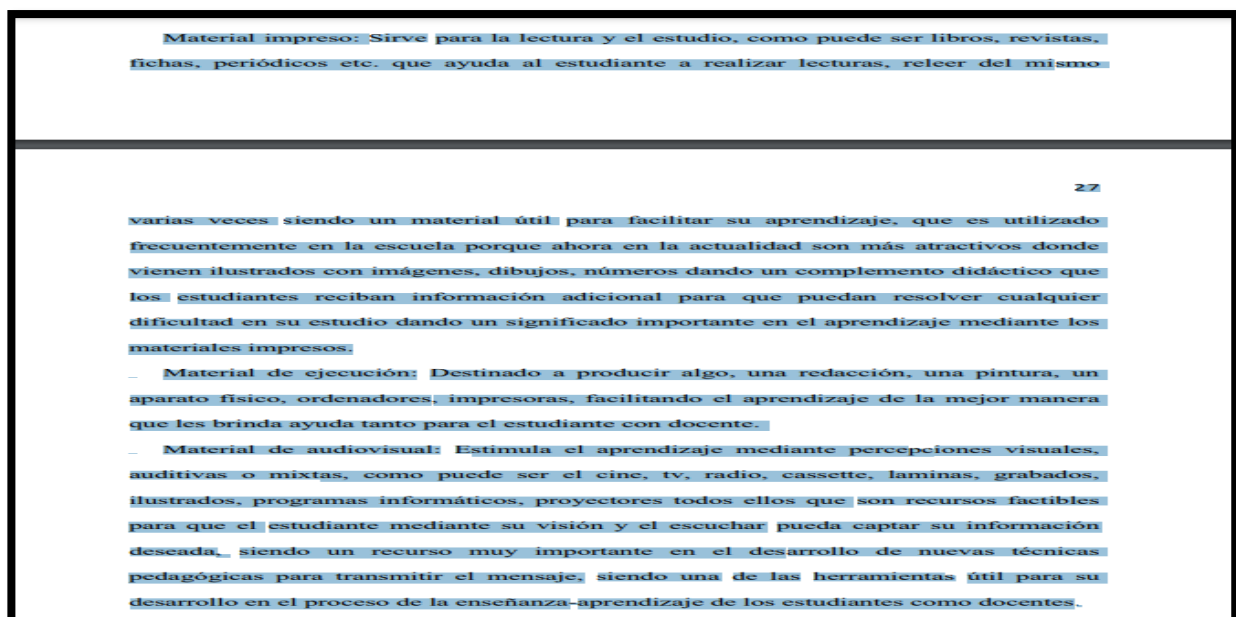 Material impreso: Sirve para la lectura y el estudio, como puede ser libros, revistas,
fichas, periódicos etc. que ayuda al estudiante a realizar lecturas, releer del mismo
27
varias veces siendo un material útil para facilitar su aprendizaje, que es utilizado
frecuentemente en la escuela porque ahora en la actualidad son más atractivos donde
vienen ilustrados con imágenes, dibujos, números dando un complemento didáctico que
los estudiantes reciban información adicional para que puedan resolver cualquier
dificultad en su estudio dando un significado importante en el aprendizaje mediante los
materiales impresos.
_ Material de ejecución: Destinado a producir algo, una redacción, una pintura, un
aparato físico, ordenadores, impresoras, facilitando el aprendizaje de la mejor manera
que les brinda ayuda tanto para el estudiante con docente.
_ Material de audiovisual: Estimula el aprendizaje mediante percepciones visuales,
auditivas o mixtas, como puede ser el cine, tv, radio, cassette, laminas, grabados,
ilustrados, programas informáticos, proyectores todos ellos que son recursos factibles
para que el estudiante mediante su visión y el escuchar pueda captar su información
deseada, siendo un recurso muy importante en el desarrollo de nuevas técnicas
pedagógicas para transmitir el mensaje, siendo una de las herramientas útil para su
desarrollo en el proceso de la enseñanza-aprendizaje de los estudiantes como docentes.